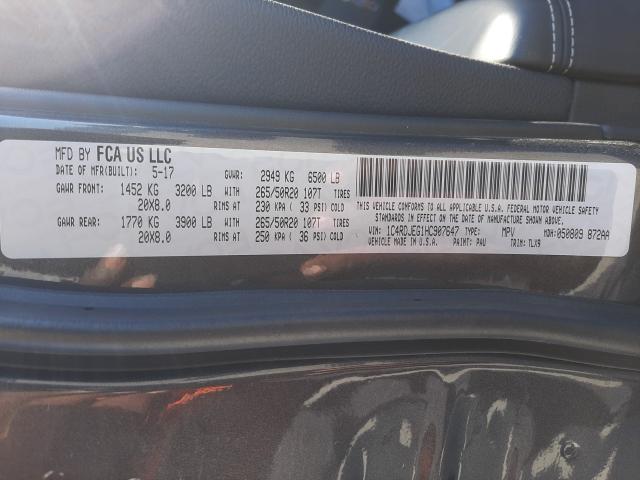 MFD BY FCA US LLC
DATE OF MFR(BUILT): 5-17 GVWR: 2949 KG 6500 LB
GAWR FRONT: 1452 KG 3200 LB WITH 265/50R20 107T TIRES
20X8.0 RIMS AT 230 KPA ( 33 PSI) COLD
GAWR REAR: 1770 KG 3900 LB WITH 265/50R20 107T TIRES
20X8.0 RIMS AT 250 KPA ( 36 PSI) COLD
THIS VEHICLE CONFORMS TO ALL APPLICABLE U.S.A. FEDERAL MOTOR VEHICLE SAFETY
STANDARDS IN EFFECT ON THE DATE OF MANUFACTURE SHOWN ABOVE.
VIN: 1C4RDJEG1HC907647 TYPE: MPV MDH: 050809 872AA
MADE IN U.S.A. PAINT: PAU TRIM: TLX9